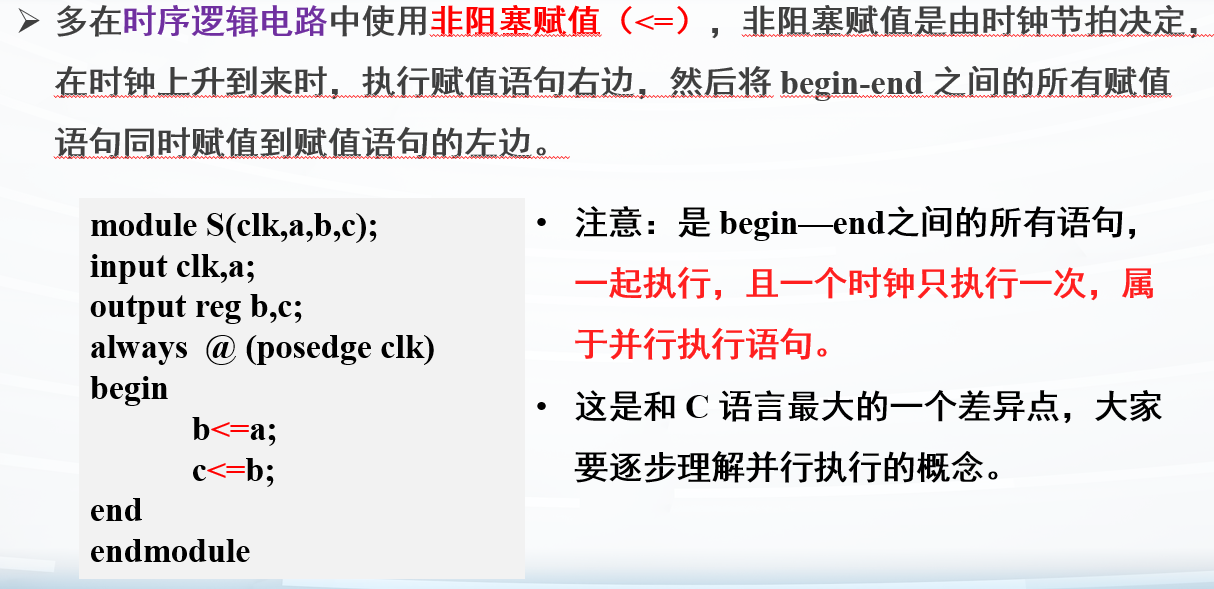 ➢ 多在时序逻辑电路中使用非阻塞赋值（<=），非阻塞赋值是由时钟节拍决定，
在时钟上升到来时，执行赋值语句右边，然后将 begin-end 之间的所有赋值
语句同时赋值到赋值语句的左边。
module S(clk,a,b,c);
input clk,a;
output reg b,c;
always @ (posedge clk)
begin
b<=a;
c<=b;
end
endmodule
• 注意：是 begin—end之间的所有语句，
一起执行，且一个时钟只执行一次，属
于并行执行语句。
• 这是和 C 语言最大的一个差异点，大家
要逐步理解并行执行的概念。